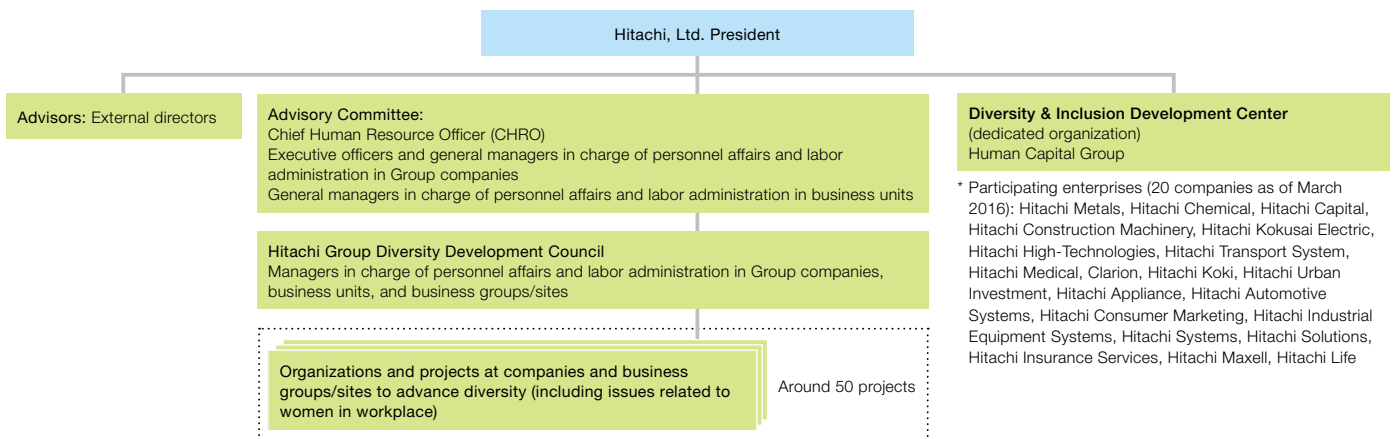 Hitachi, Ltd. President
Advisors: External directors
Advisory Committee:
Chief Human Resource Officer (CHRO)
Executive officers and general managers in charge of personnel affairs and labor
administration in Group companies
General managers in charge of personnel affairs and labor administration in business units
Diversity & Inclusion Development Center
(dedicated organization)
Human Capital Group
* Participating enterprises (20 companies as of March
2016): Hitachi Metals, Hitachi Chemical, Hitachi Capital,
Hitachi Construction Machinery, Hitachi Kokusai Electric,
Hitachi High-Technologies, Hitachi Transport System,
Hitachi Medical, Clarion, Hitachi Koki, Hitachi Urban
Investment, Hitachi Appliance, Hitachi Automotive
Systems, Hitachi Consumer Marketing, Hitachi Industrial
Equipment Systems, Hitachi Systems, Hitachi Solutions,
Hitachi Insurance Services, Hitachi Maxell, Hitachi Life
Hitachi Group Diversity Development Council
Managers in charge of personnel affairs and labor administration in Group companies,
business units, and business groups/sites
Organizations and projects at companies and business
groups/sites to advance diversity (including issues related to
women in workplace)
Around 50 projects